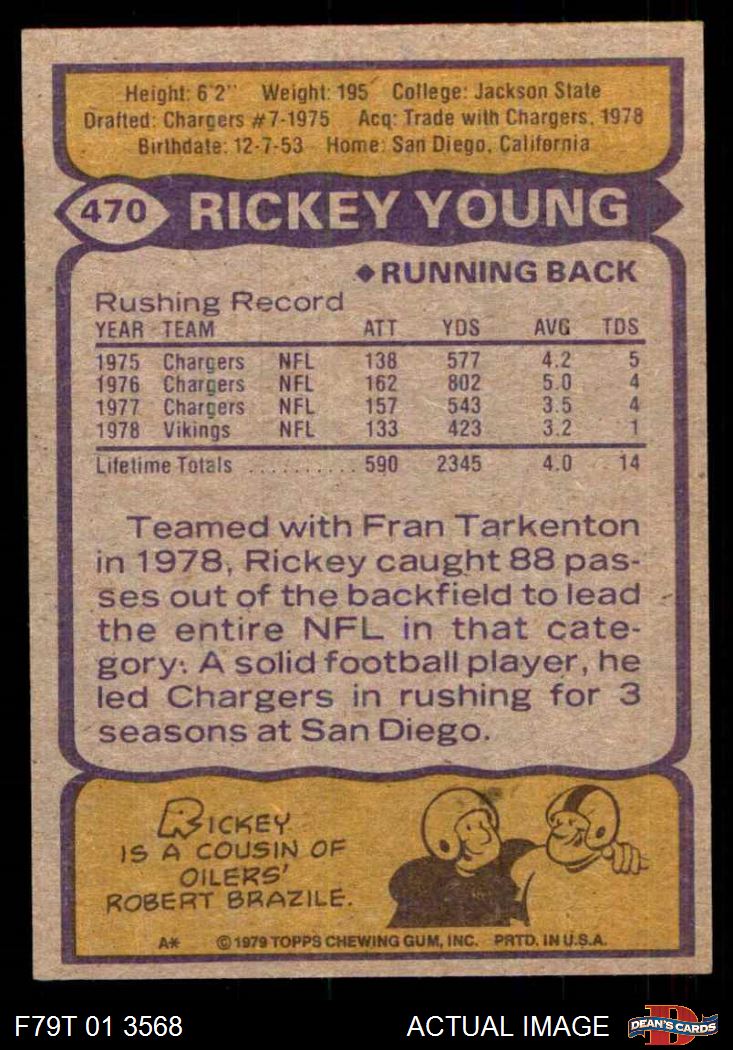 Height: 6'2" Weight: 195 College: Jackson State
Drafted: Chargers #7-1975 Acq: Trade with Chargers, 1978
Birthdate: 12-7-53 Home: San Diego, California
470 RICKEY YOUNG
◆RUNNING BACK
Rushing Record
YEAR TEAM ATT YDS AVG TDS
1975 Chargers NFL 138 577 4.2 5
1976 Chargers NFL 162 802 5.0 4
1977 Chargers NFL 157 543 3.5 4
1978 Vikings NFL 133 423 3.2 1
Lifetime Totals .......... 590 2345 4.0 14
Teamed with Fran Tarkenton
in 1978, Rickey caught 88 pas-
ses out of the backfield to lead
the entire NFL in that cate-
gory. A solid football player, he
led Chargers in rushing for 3
seasons at San Diego.
RICKEY
IS A COUSIN OF
OILERS'
ROBERT BRAZILE.
A* ©1979 TOPPS CHEWING GUM, INC. PRTD. IN U.S.A.
F79T 01 3568 ACTUAL IMAGE D DEAN'S CARDS